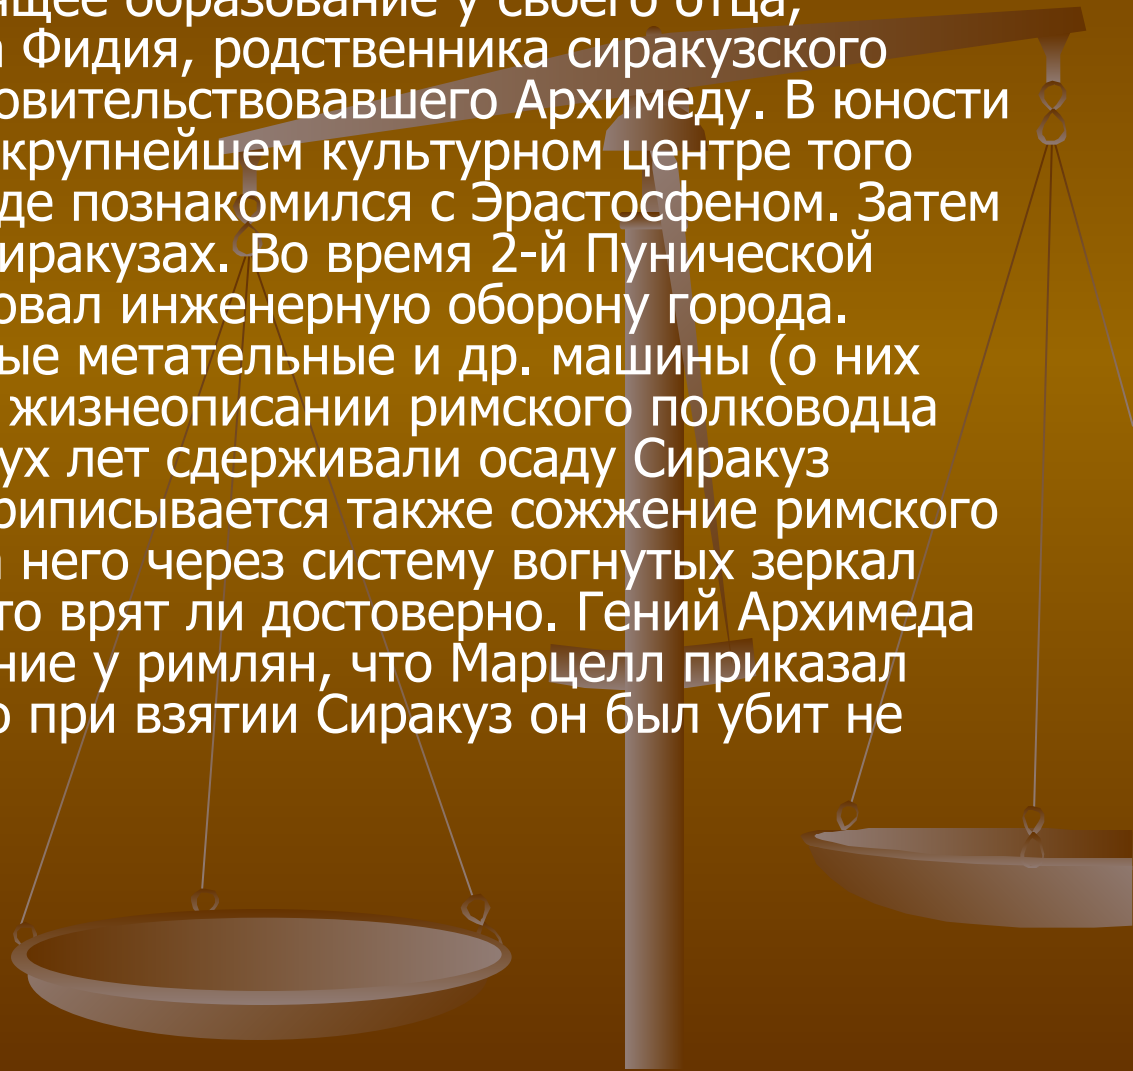 щее образование у своего отца,
Фидия, родственника сиракузского
овительствовавшего Архимеду. В юности
крупнейшем культурном центре того
де познакомился с Эрастосфеном. Затем
иракузах. Во время 2-й Пунической
овал инженерную оборону города.
ые метательные и др. машины (о них
жизнеописании римского полководца
ух лет сдерживали осаду Сиракуз
риписывается также сожжение римского
него через систему вогнутых зеркал
то врят ли достоверно. Гений Архимеда
ние у римлян, что Марцелл приказал
о при взятии Сиракуз он был убит не